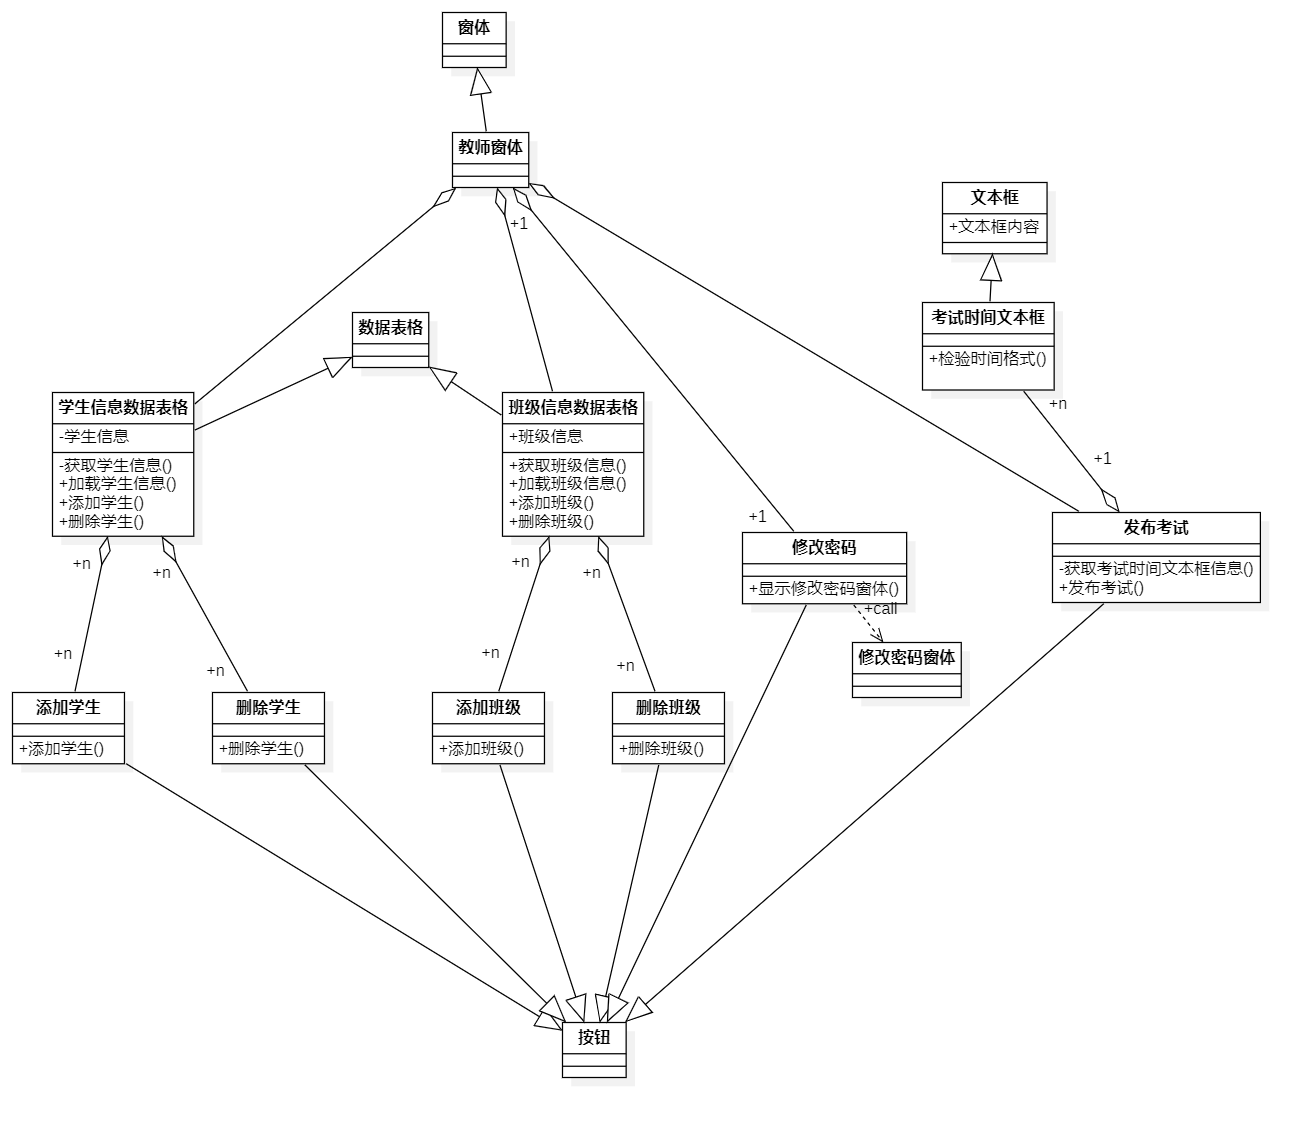 窗体
教师窗体
+1
文本框
+文本框内容
数据表格
考试时间文本框
+检验时间格式()
+n
+1
学生信息数据表格
-学生信息
-获取学生信息()
+加载学生信息()
+添加学生()
+删除学生()
班级信息数据表格
+班级信息
+获取班级信息()
+加载班级信息()
+添加班级()
+删除班级()
+1
修改密码
+显示修改密码窗体()
发布考试
-获取考试时间文本框信息()
+发布考试()
+n
+n
+n
+n
+call
修改密码窗体
+n
+n
+n
+n
添加学生
+添加学生()
删除学生
+删除学生()
添加班级
+添加班级()
删除班级
+删除班级()
按钮